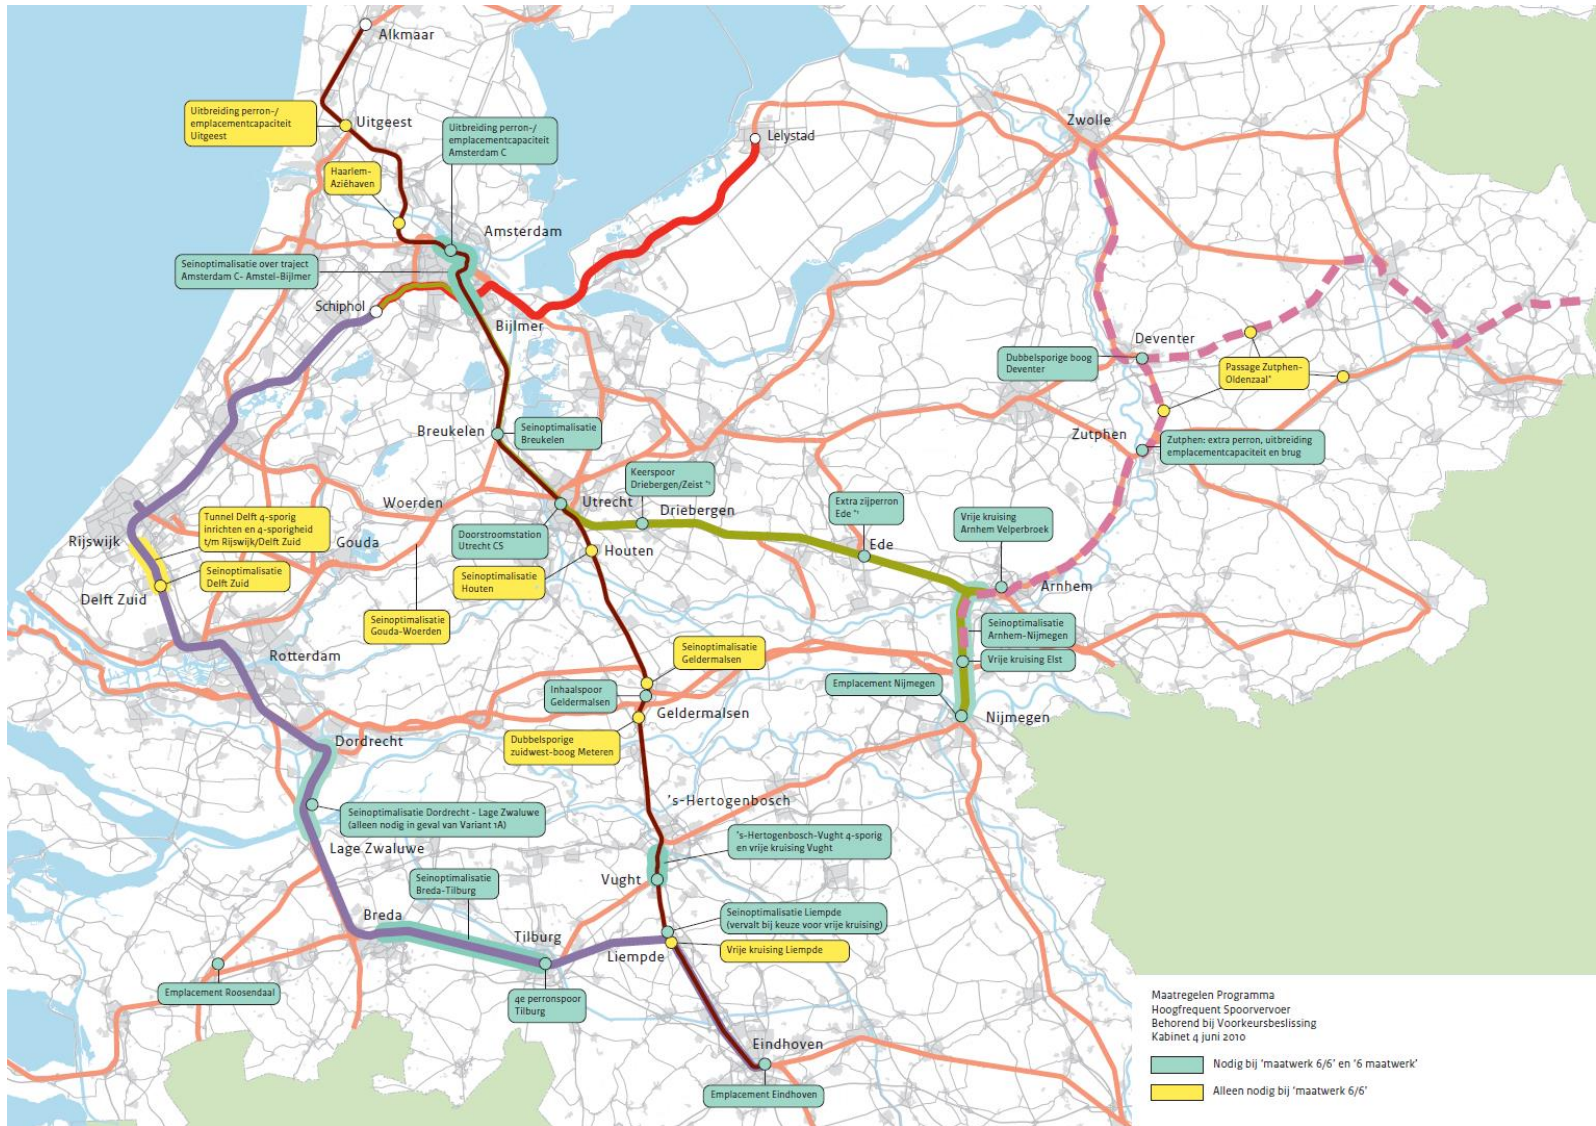 Alkmaar
Uitbreiding perron-/
emplacementcapaciteit
Uitgeest
Uitgeest
Uitbreiding perron-/
emplacementcapaciteit
Amsterdam C
Lelystad
Zwolle
Haarlem-
Aziëhaven
Amsterdam
Seinoptimalisatie over traject
Amsterdam C- Amstel-Bijlmer
Schiphol
Bijlmer
Deventer
Dubbelsporige boog
Deventer
Passage Zutphen-
Oldenzaal*
Breukelen
Seinoptimalisatie
Breukelen
Zutphen
Zutphen: extra perron, uitbreiding
emplacementcapaciteit en brug
Keerspoor
Driebergen/Zeist
Woerden
Utrecht
Driebergen
Extra zijperron
Ede
Vrije kruising
Arnhem Velperbroek
Tunnel Delft 4-sporig
inrichten en 4-sporigheid
t/m Rijswijk/Delft Zuid
Rijswijk
Gouda
Doorstroomstation
Utrecht CS
Houten
Ede
Seinoptimalisatie
Delft Zuid
Seinoptimalisatie
Houten
Arnhem
Delft Zuid
Seinoptimalisatie
Gouda-Woerden
Seinoptimalisatie
Arnhem-Nijmegen
Rotterdam
Seinoptimalisatie
Geldermalsen
Vrije kruising Elst
Inhaalspoor
Geldermalsen
Emplacement Nijmegen
Geldermalsen
Nijmegen
Dordrecht
Dubbelsporige
zuidwest-boog Meteren
's-Hertogenbosch
Seinoptimalisatie Dordrecht - Lage Zwaluwe
(alleen nodig in geval van Variant 1A)
's-Hertogenbosch-Vught 4-sporig
en vrije kruising Vught
Lage Zwaluwe
Seinoptimalisatie
Breda-Tilburg
Vught
Breda
Seinoptimalisatie Liempde
(vervalt bij keuze voor vrije kruising)
Tilburg
Liempde
Vrije kruising Liempde
Emplacement Roosendaal
4e perronspoor
Tilburg
Eindhoven
Emplacement Eindhoven
Maatregelen Programma
Hoogfrequent Spoorvervoer
Behorend bij Voorkeursbeslissing
Kabinet 4 juni 2010
Nodig bij 'maatwerk 6/6' en '6 maatwerk'
Alleen nodig bij 'maatwerk 6/6'